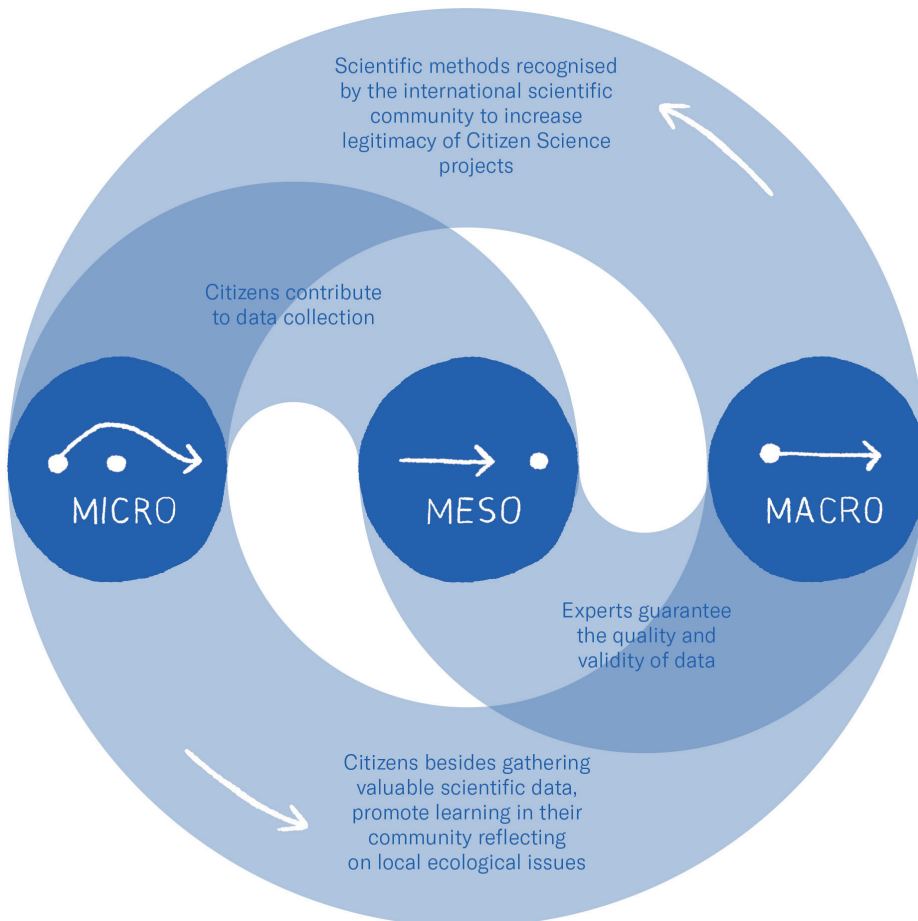 Scientific methods recognised
by the international scientific
community to increase
legitimacy of Citizen Science
projects
Citizens contribute
to data collection
MICRO
MESO
MACRO
Experts guarantee
the quality and
validity of data
Citizens besides gathering
valuable scientific data,
promote learning in their
community reflecting
on local ecological issues